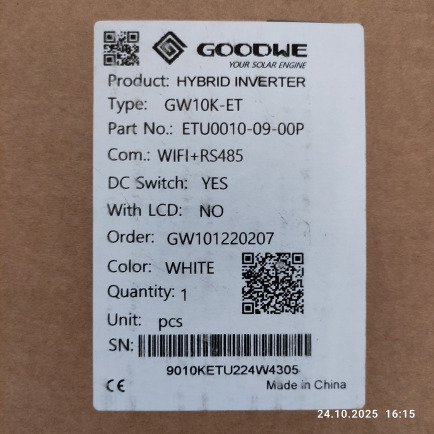 GOODWE
YOUR SOLAR ENGINE
Product: HYBRID INVERTER
Type: GW10K-ET
Part No.: ETU0010-09-00P
Com.: WIFI+RS485
DC Switch: YES
With LCD: NO
Order: GW101220207
Color: WHITE
Quantity: 1
Unit: pcs
SN:
9010KETU224W4305
CE Made in China
24.10.2025 16:15